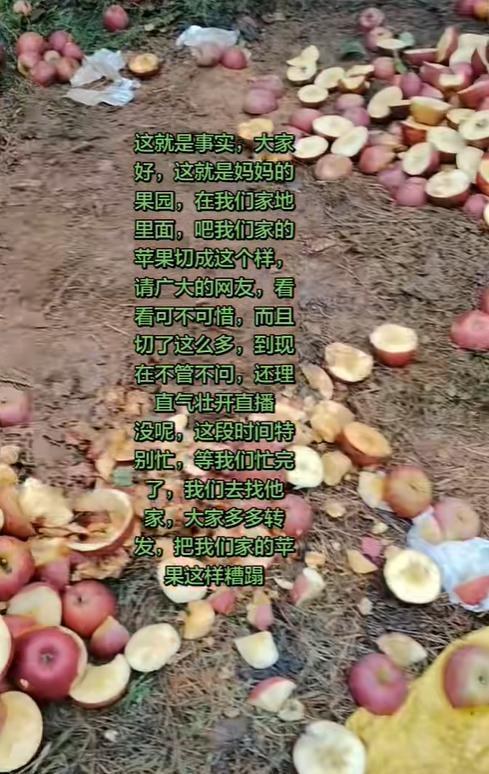 这就是事实，大家
好，这就是妈妈的
果园，在我们家地
里面，吧我们家的
苹果切成这个样，
请广大的网友，看
看可不可惜，而且
切了这么多，到现
在不管不问，还理
直气壮开直播
没呢，这段时间特
别忙，等我们忙完
了，我们去找他
家，大家多多转
发，把我们家的苹
果这样糟蹋